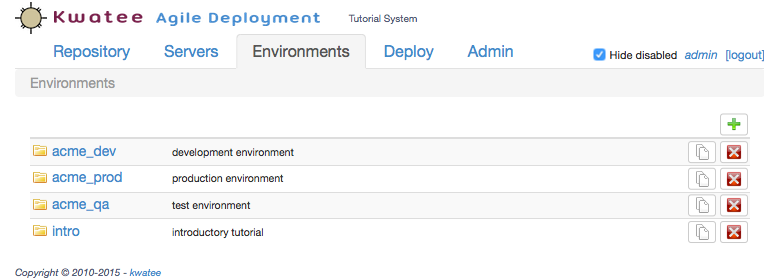 Kwatee Agile Deployment Tutorial System
Repository Servers Environments Deploy Admin Hide disabled admin [logout]
Environments
acme_dev development environment
acme_prod production environment
acme_qa test environment
intro introductory tutorial
Copyright © 2010-2015 - kwatee